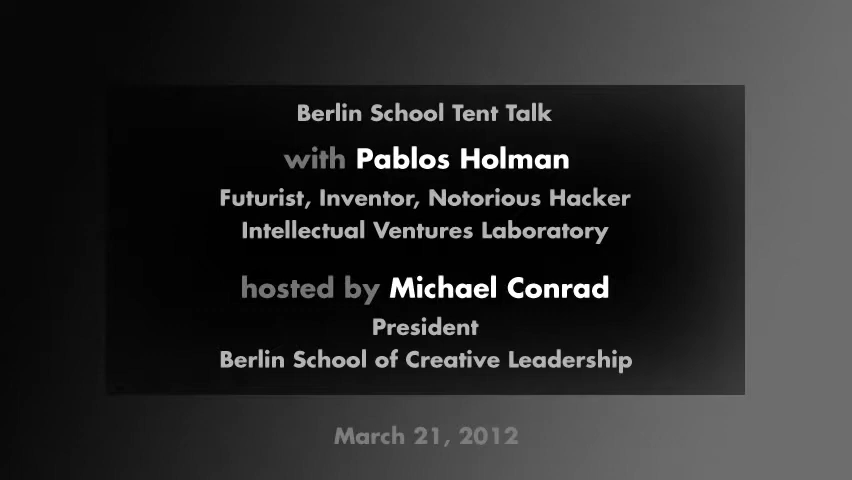 Berlin School Tent Talk
with Pablos Holman
Futurist, Inventor, Notorious Hacker
Intellectual Ventures Laboratory
hosted by Michael Conrad
President
Berlin School of Creative Leadership
March 21, 2012